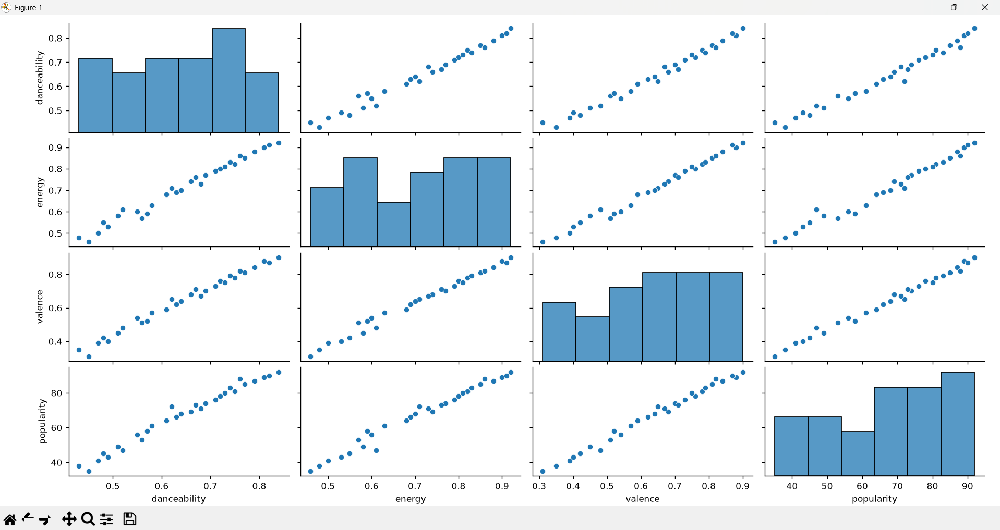 Figure 1
danceability
0.8
0.7
0.6
0.5
energy
0.9
0.8
0.7
0.6
0.5
valence
0.8
0.6
0.4
popularity
80
60
40
0.5 0.6 0.7 0.8
0.5 0.6 0.7 0.8 0.9
0.3 0.4 0.5 0.6 0.7 0.8 0.9
40 50 60 70 80 90
danceability
energy
valence
popularity